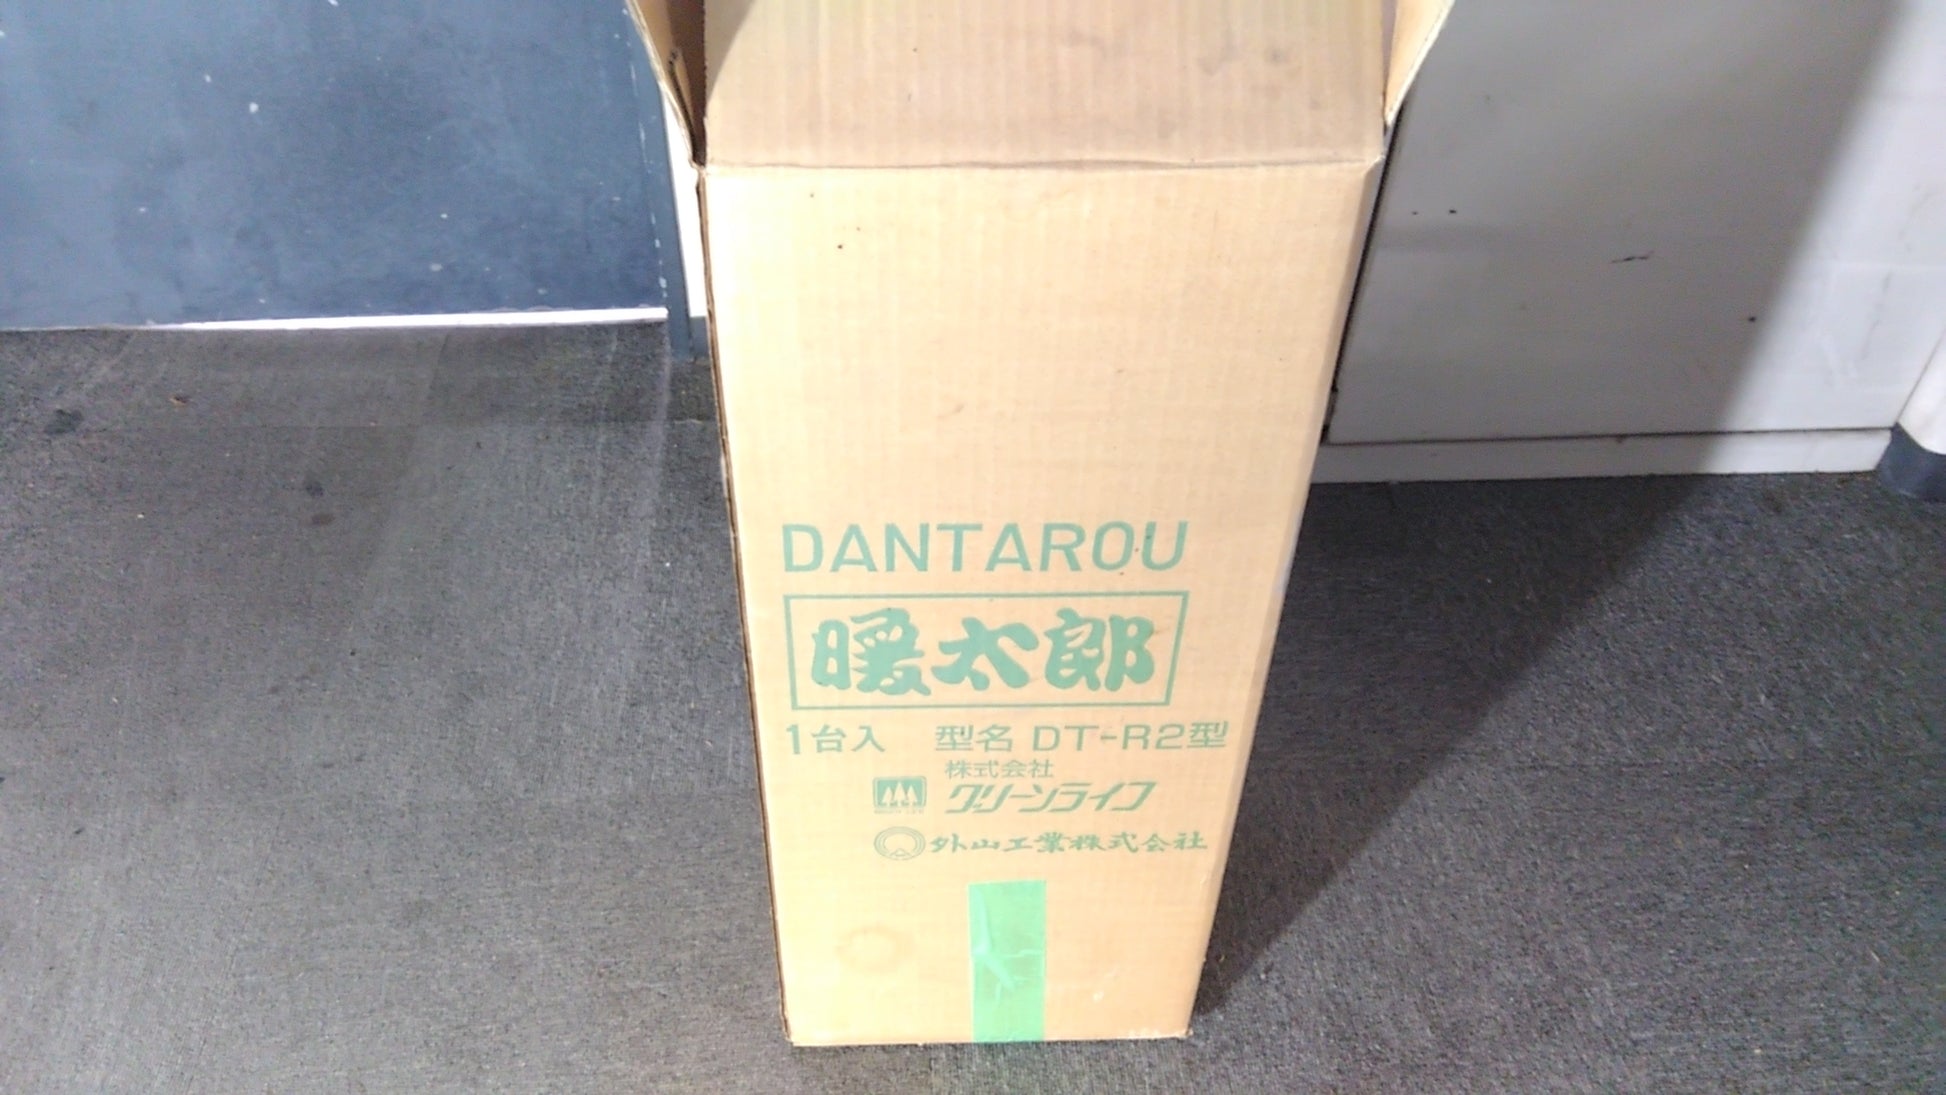 DANTAROU
暖太郎
1台入 型名 DT-R2型
株式会社
グリーンライフ
外山工業株式会社